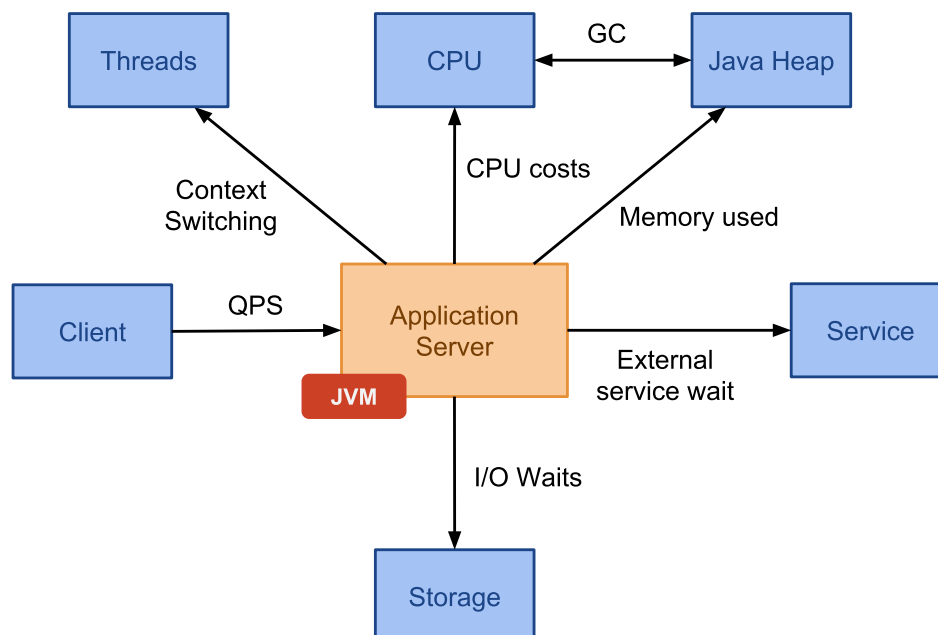 Threads
CPU
GC
Java Heap
Context
Switching
CPU costs
Memory used
Client
QPS
Application
Server
JVM
External
service wait
Service
I/O Waits
Storage